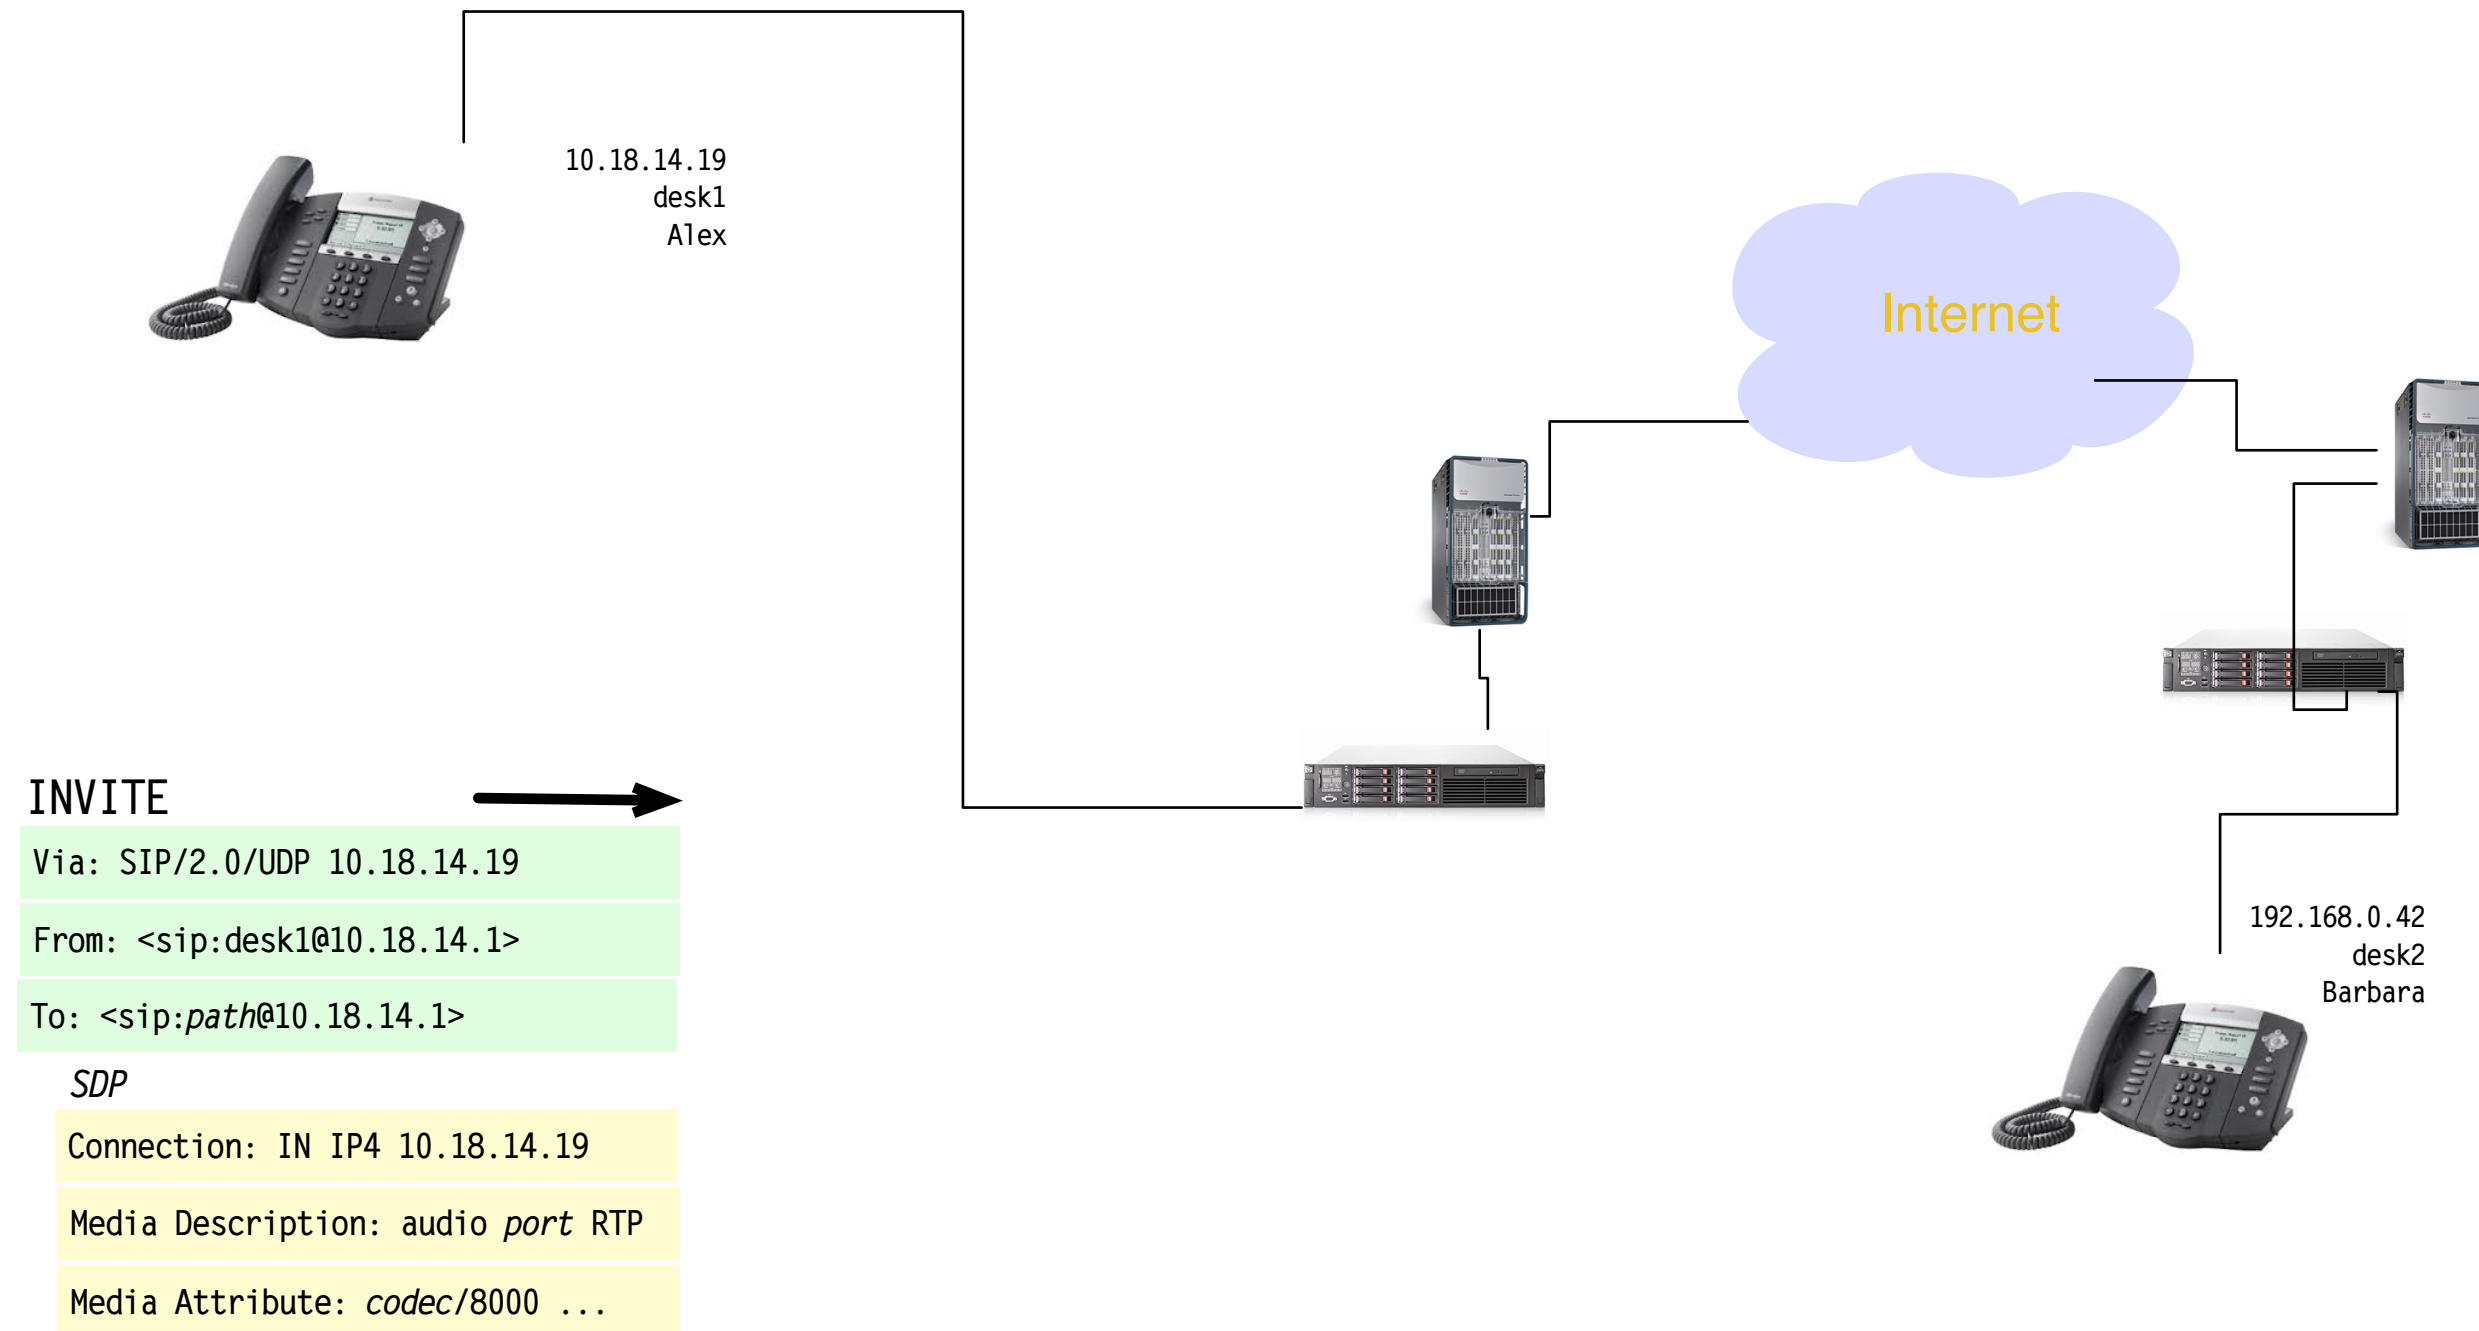 10.18.14.19
desk1
Alex
Internet
INVITE
Via: SIP/2.0/UDP 10.18.14.19
From: <sip:desk1@10.18.14.1>
To: <sip:path@10.18.14.1>
SDP
Connection: IN IP4 10.18.14.19
Media Description: audio port RTP
Media Attribute: codec/8000 ...
192.168.0.42
desk2
Barbara